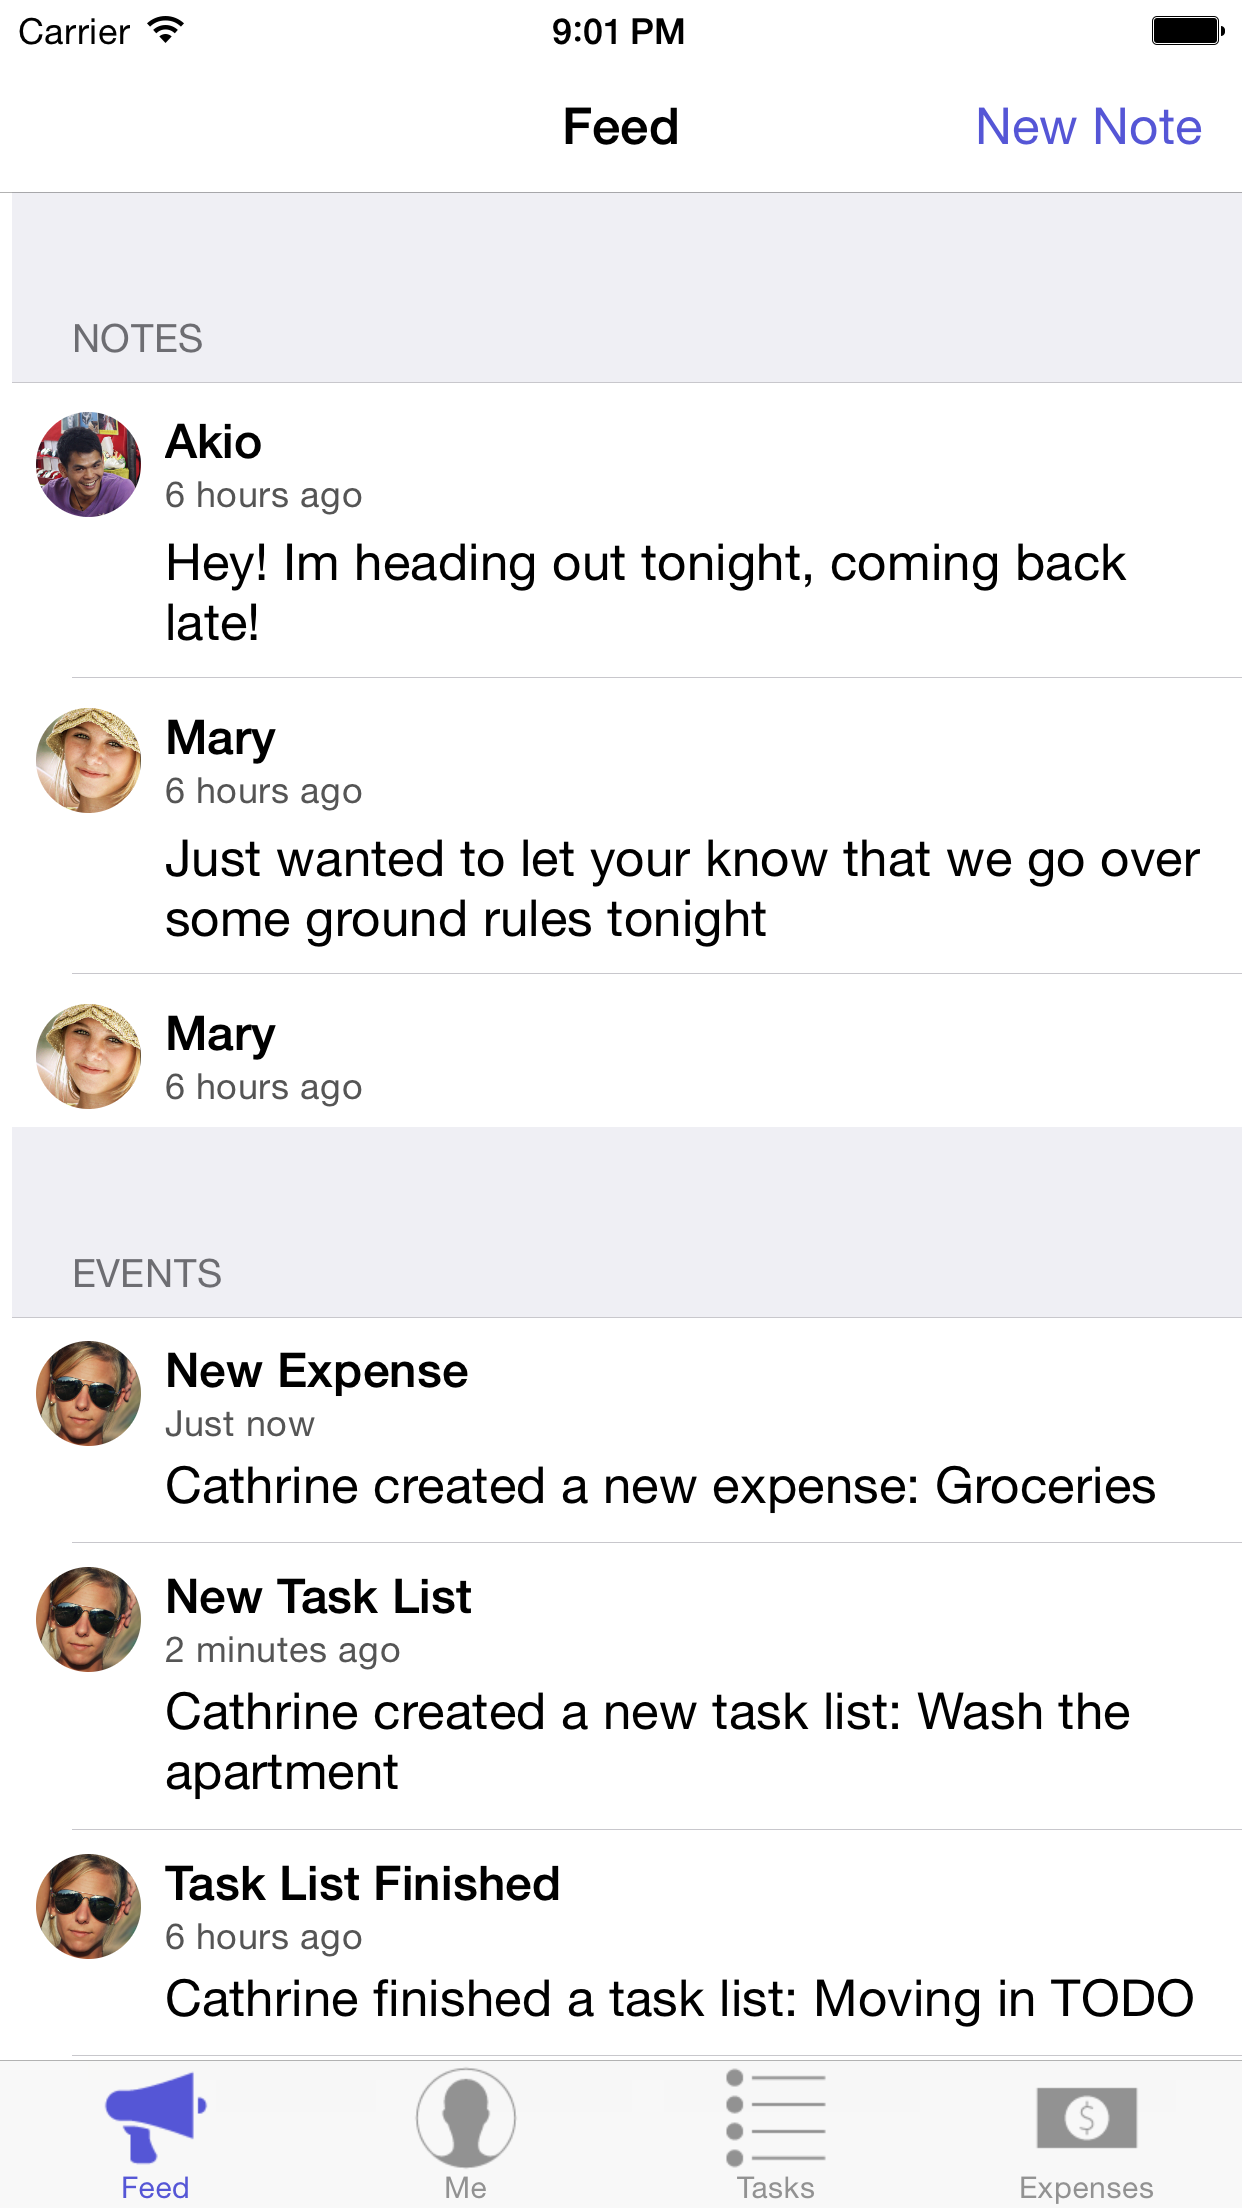 Carrier 9:01 PM
Feed New Note
NOTES
Akio
6 hours ago
Hey! Im heading out tonight, coming back
late!
Mary
6 hours ago
Just wanted to let your know that we go over
some ground rules tonight
Mary
6 hours ago
EVENTS
New Expense
Just now
Cathrine created a new expense: Groceries
New Task List
2 minutes ago
Cathrine created a new task list: Wash the
apartment
Task List Finished
6 hours ago
Cathrine finished a task list: Moving in TODO
$
Feed Me Tasks Expenses